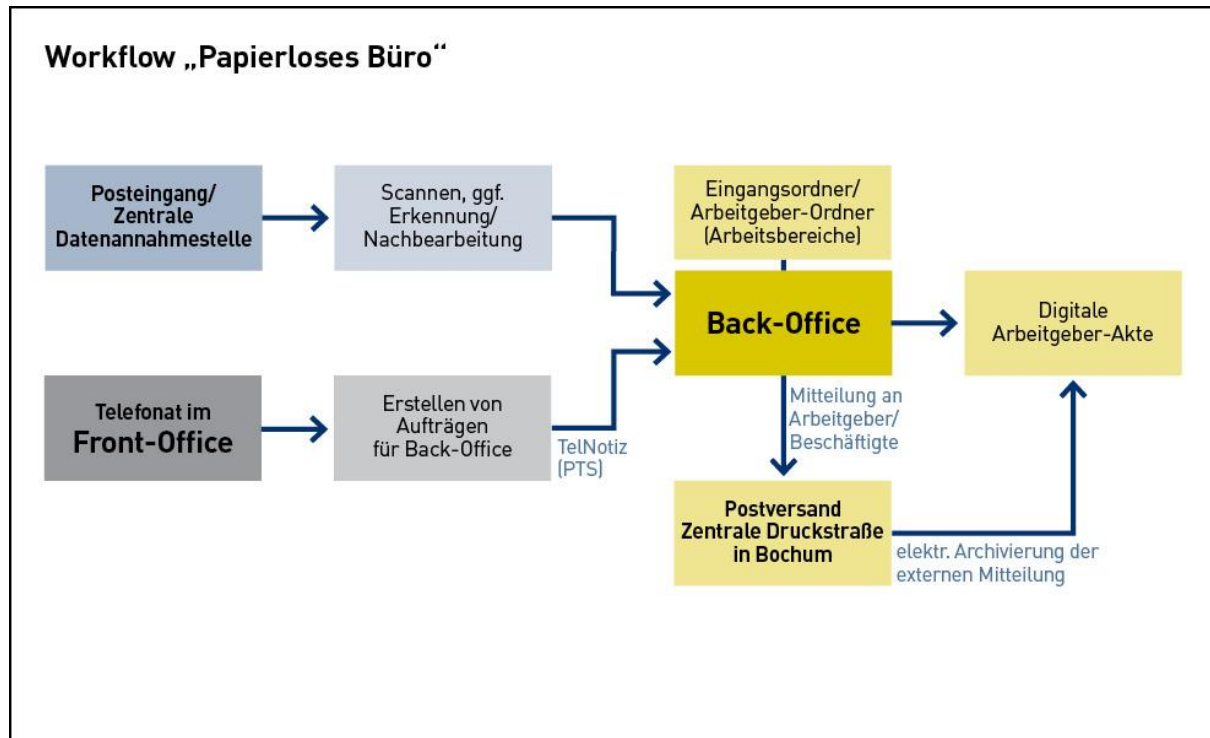 Workflow „Papierloses Büro“
Posteingang/
Zentrale
Datenannahmestelle
Scannen, ggf.
Erkennung/
Nachbearbeitung
Eingangsordner/
Arbeitgeber-Ordner
(Arbeitsbereiche)
Back-Office
Digitale
Arbeitgeber-Akte
Telefonat im
Front-Office
Erstellen von
Aufträgen
für Back-Office
TelNotiz
(PTS)
Mitteilung an
Arbeitgeber/
Beschäftigte
Postversand
Zentrale Druckstraße
in Bochum
elektr. Archivierung der
externen Mitteilung